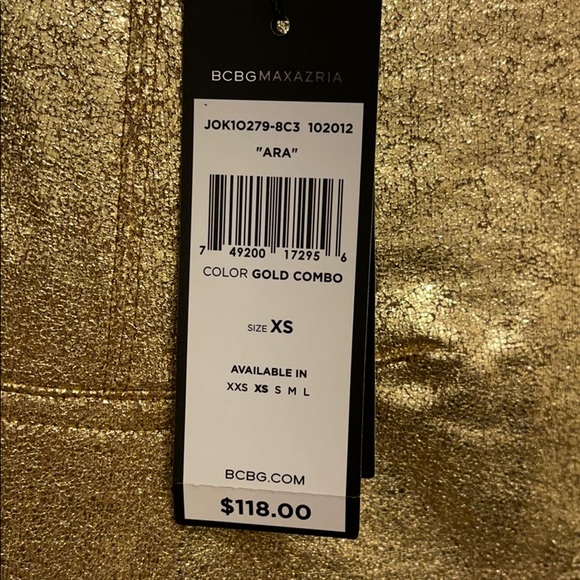 BCBGMAXAZRIA
JOK1O279-8C3 102012
"ARA"
7 49200 17295 6
COLOR GOLD COMBO
SIZE XS
AVAILABLE IN
XXS XS S M L
BCBG.COM
$118.00